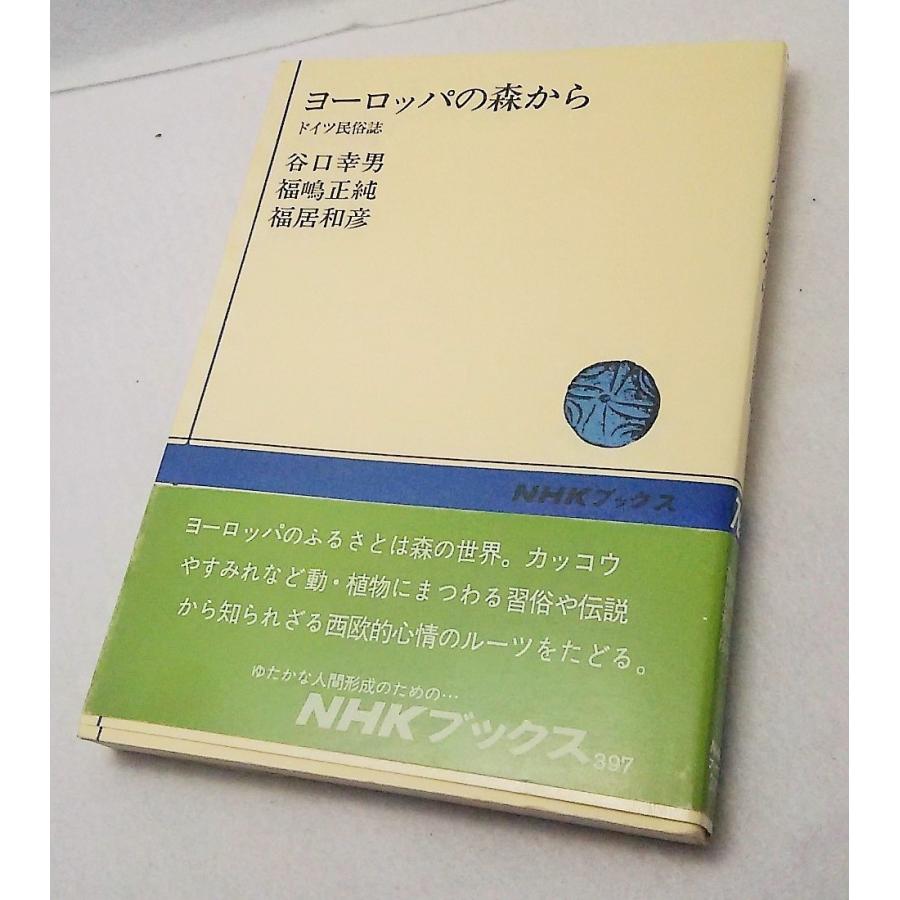 ヨーロッパの森から
ドイツ民俗誌
谷口幸男
福嶋正純
福居和彦
NHKブックス
ヨーロッパのふるさとは森の世界。カッコウ
やすみれなど動・植物にまつわる習俗や伝説
から知られざる西欧的心情のルーツをたどる。
ゆたかな人間形成のための…
NHKブックス397